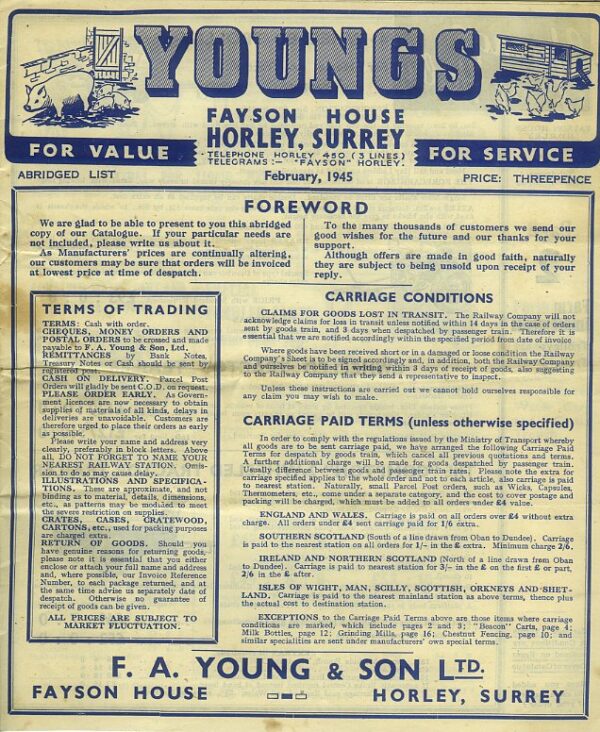 YOUNGS
FAYSON HOUSE
HORLEY, SURREY
TELEPHONE HORLEY 450 (3 LINES)
TELEGRAMS:- "FAYSON" HORLEY.
FOR VALUE
FOR SERVICE
ABRIDGED LIST
February, 1945
PRICE: THREEPENCE
FOREWORD
We are glad to be able to present to you this abridged
copy of our Catalogue. If your particular needs are
not included, please write us about it.
As Manufacturers' prices are continually altering,
our customers may be sure that orders will be invoiced
at lowest price at time of despatch.
To the many thousands of customers we send our
good wishes for the future and our thanks for your
support.
Although offers are made in good faith, naturally
they are subject to being unsold upon receipt of your
reply.
TERMS OF TRADING
TERMS: Cash with order.
CHEQUES, MONEY ORDERS AND
POSTAL ORDERS to be crossed and made
payable to F. A. Young & Son, Ltd.
REMITTANCES by Bank Notes,
Treasury Notes or Cash should be sent by
registered post.
CASH ON DELIVERY. Parcel Post
Orders will gladly be sent C.O.D. on request.
PLEASE ORDER EARLY. As Govern-
ment licences are now necessary to obtain
supplies of materials of all kinds, delays in
deliveries are unavoidable. Customers are
therefore urged to place their orders as early
as possible.
Please write your name and address very
clearly, preferably in block letters. Above
all, DO NOT FORGET TO NAME YOUR
NEAREST RAILWAY STATION. Omis-
sion to do so may cause delay.
ILLUSTRATIONS AND SPECIFICA-
TIONS. These are approximate, and not
binding as to material, details, dimensions,
etc., as patterns may be modified to meet
the severe restriction on supplies.
CRATES, CASES, CRATEWOOD,
CARTONS, etc., used for packing purposes
are charged extra.
RETURN OF GOODS. Should you
have genuine reasons for returning goods,
please note it is essential that you either
enclose or attach your full name and address
and, where possible, our Invoice Reference
Number, to each package returned, and at
the same time advise us separately date of
despatch. Otherwise no guarantee of
receipt of goods can be given.
ALL PRICES ARE SUBJECT TO
MARKET FLUCTUATION.
CARRIAGE CONDITIONS
CLAIMS FOR GOODS LOST IN TRANSIT. The Railway Company will not
acknowledge claims for loss in transit unless notified within 14 days in the case of orders
sent by goods train, and 3 days when despatched by passenger train. Therefore it is
essential that we are notified accordingly within the specified period from date of invoice
Where goods have been received short or in a damaged or loose condition the Railway
Company's Sheet is to be signed accordingly and, in addition, both the Railway Company
and ourselves be notified in writing within 3 days of receipt of goods, also suggesting
to the Railway Company that they send a representative to inspect.
Unless these instructions are carried out we cannot hold ourselves responsible for
any claim you may wish to make.
CARRIAGE PAID TERMS (unless otherwise specified)
In order to comply with the regulations issued by the Ministry of Transport whereby
all goods are to be sent carriage paid, we have arranged the following Carriage Paid
Terms for despatch by goods train, which cancel all previous quotations and terms.
A further additional charge will be made for goods despatched by passenger train.
Usually difference between goods and passenger train rates. Please note the extra for
carriage specified applies to the whole order and not to each article, also carriage is paid
to nearest station. Naturally, small Parcel Post orders, such as Wicks, Capsules,
Thermometers, etc., come under a separate category, and the cost to cover postage and
packing will be charged, which must be added to all orders under £4 value.
ENGLAND AND WALES. Carriage is paid on all orders over £4 without extra
charge. All orders under £4 sent carriage paid for 1/6 extra.
SOUTHERN SCOTLAND (South of a line drawn from Oban to Dundee). Carriage
is paid to the nearest station on all orders for 1/- in the £ extra. Minimum charge 2/6.
IRELAND AND NORTHERN SCOTLAND (North of a line drawn from Oban
to Dundee). Carriage is paid to nearest station for 3/- in the £ on the first £ or part,
2/6 in the £ after.
ISLES OF WIGHT, MAN, SCILLY, SCOTTISH, ORKNEYS AND SHET-
LAND. Carriage is paid to the nearest mainland station as above terms, thence plus
the actual cost to destination station.
EXCEPTIONS to the Carriage Paid Terms above are those items where carriage
conditions are marked, which include pages 2 and 3; "Beacon" Carts, page 4;
Milk Bottles, page 12; Grinding Mills, page 16; Chestnut Fencing, page 10; and
similar specialities are sent under manufacturers' own special terms.
F. A. YOUNG & SON LTD.
FAYSON HOUSE
HORLEY, SURREY